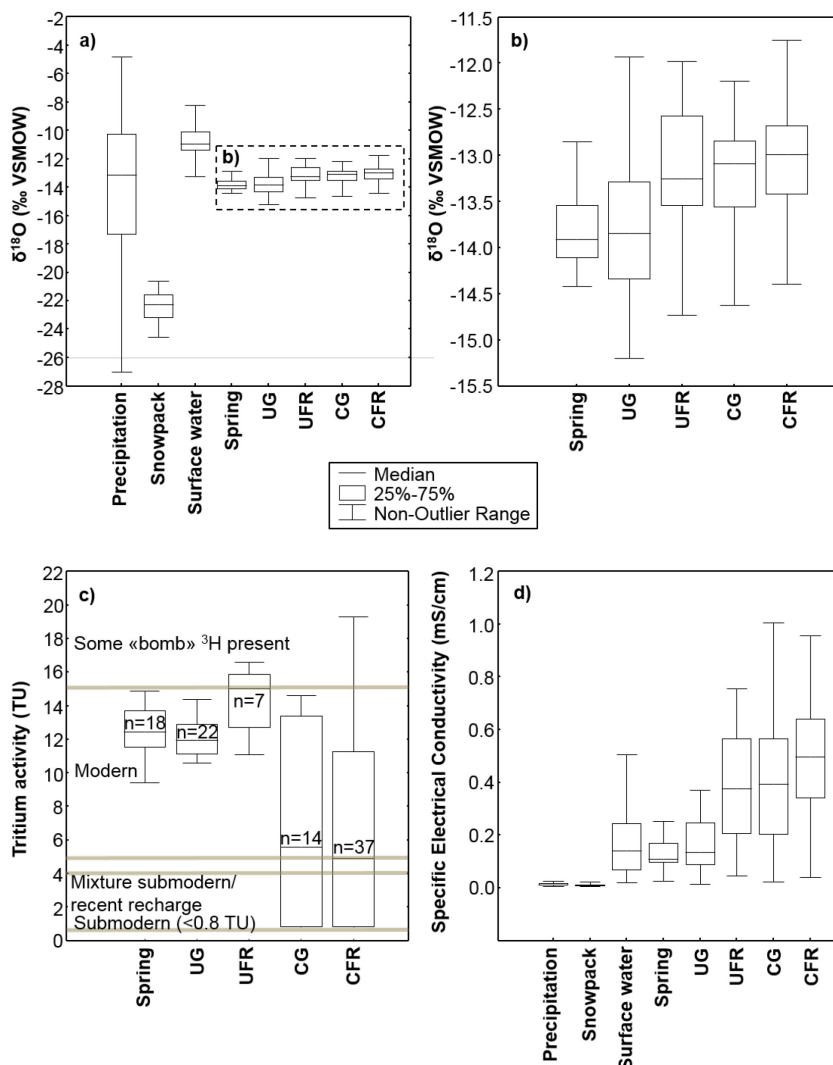 a)
b)
-2
-4
-6
-8
-10
-12
-14
-16
-18
-20
-22
-24
-26
-28
δ¹⁸O (‰ VSMOW)
Precipitation
Snowpack
Surface water
Spring
UG
UFR
CG
CFR
b)
-11.5
-12.0
-12.5
-13.0
-13.5
-14.0
-14.5
-15.0
-15.5
δ¹⁸O (‰ VSMOW)
Spring
UG
UFR
CG
CFR
Median
25%-75%
Non-Outlier Range
c)
22
20
18
16
14
12
10
8
6
4
2
0
Tritium activity (TU)
Some «bomb» ³H present
n=18
n=22
n=7
Modern
n=14
n=37
Mixture submodern/
recent recharge
Submodern (<0.8 TU)
Spring
UG
UFR
CG
CFR
d)
1.2
1.0
0.8
0.6
0.4
0.2
0.0
Specific Electrical Conductivity (mS/cm)
Precipitation
Snowpack
Surface water
Spring
UG
UFR
CG
CFR